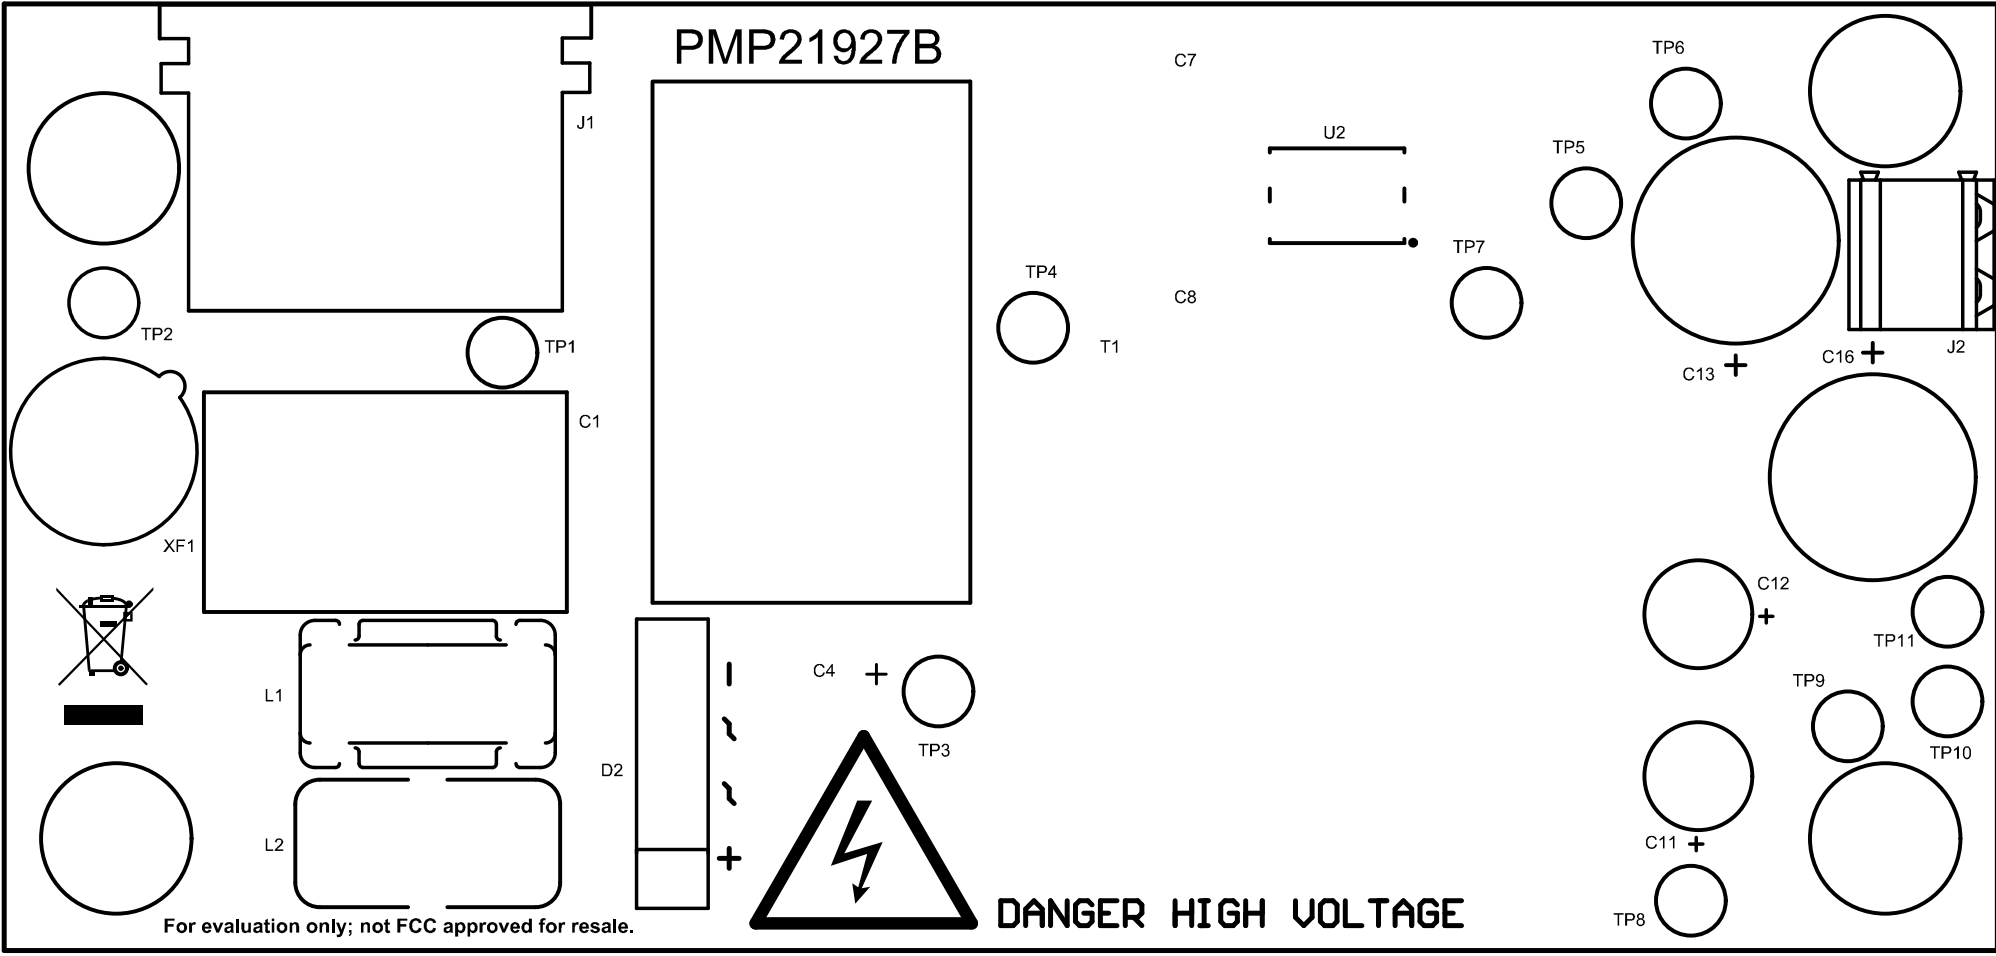 PMP21927B
C7
TP6
J1
U2
TP5
TP7
TP4
C8
TP2
TP1
T1
C13
C16
J2
C1
XF1
C12
TP11
L1
C4
TP9
TP3
TP10
D2
L2
C11
TP8
DANGER HIGH VOLTAGE
For evaluation only; not FCC approved for resale.